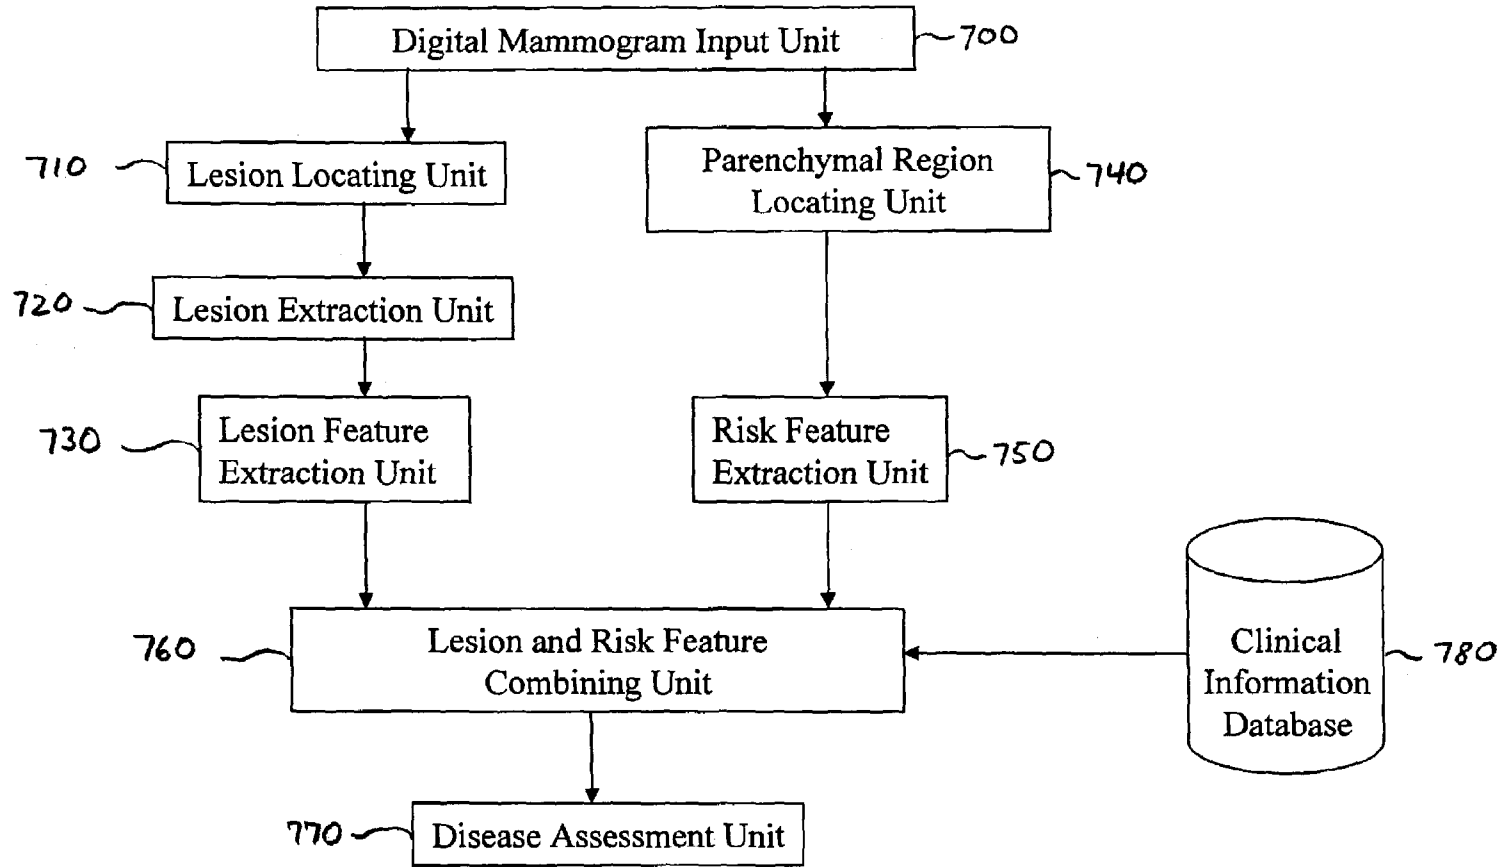 Digital Mammogram Input Unit
700
710
Lesion Locating Unit
Parenchymal Region
Locating Unit
740
720
Lesion Extraction Unit
730
Lesion Feature
Extraction Unit
Risk Feature
Extraction Unit
750
760
Lesion and Risk Feature
Combining Unit
Clinical
Information
Database
780
770
Disease Assessment Unit